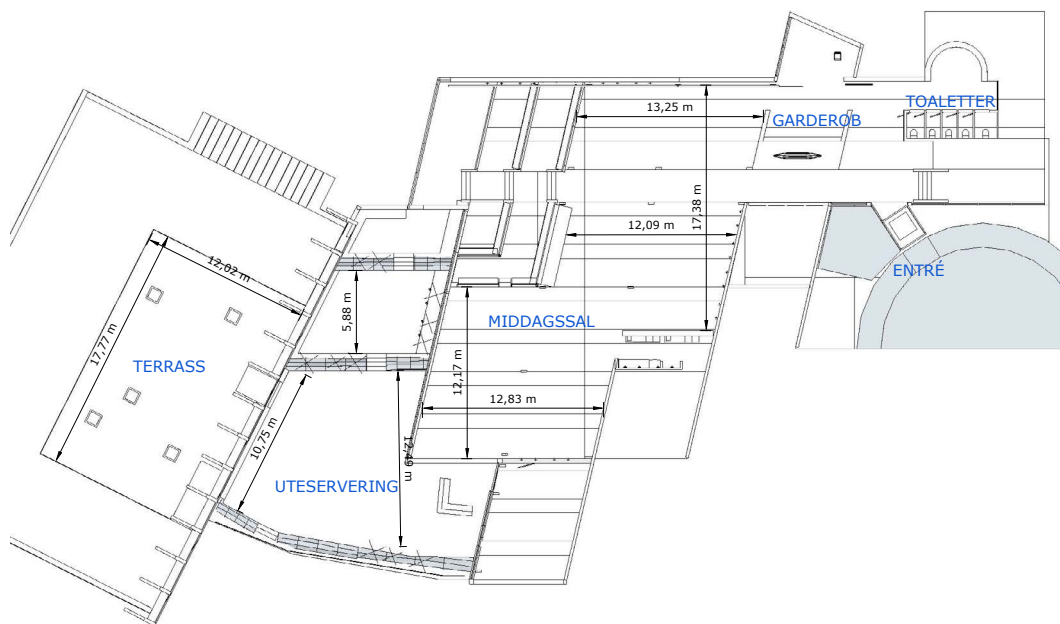 13,25 m
TOALETTER
GARDEROB
17,38 m
12,09 m
12,02 m
ENTRÉ
5,88 m
MIDDAGSSAL
17,77 m
TERRASS
12,17 m
12,83 m
10,75 m
12,49 m
UTESERVERING